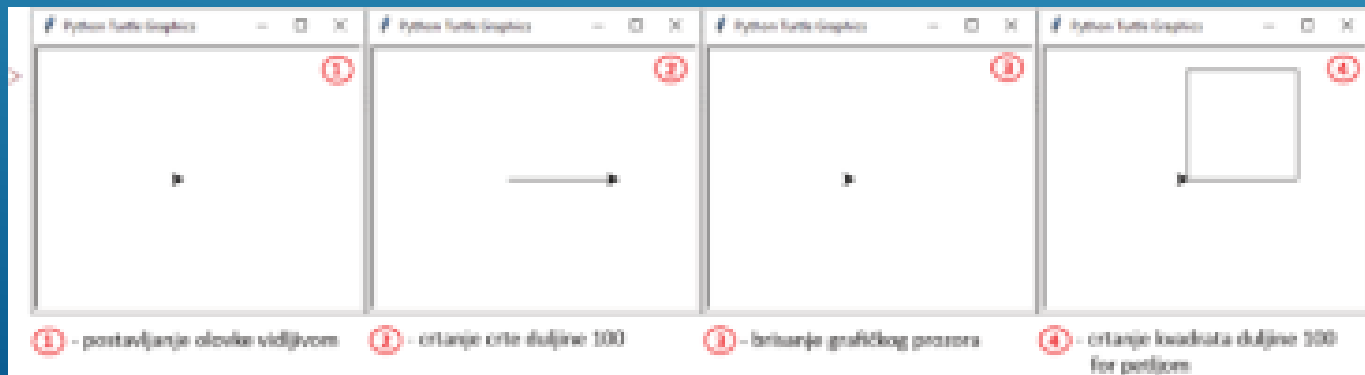 Python Turtle Graphics
Python Turtle Graphics
Python Turtle Graphics
Python Turtle Graphics
1
2
3
4
1 - postavljanje olovke vidljivom
2 - crtanje crte duljine 100
3 - brisanje grafičkog prozora
4 - crtanje kvadrata duljine 100
for petljom